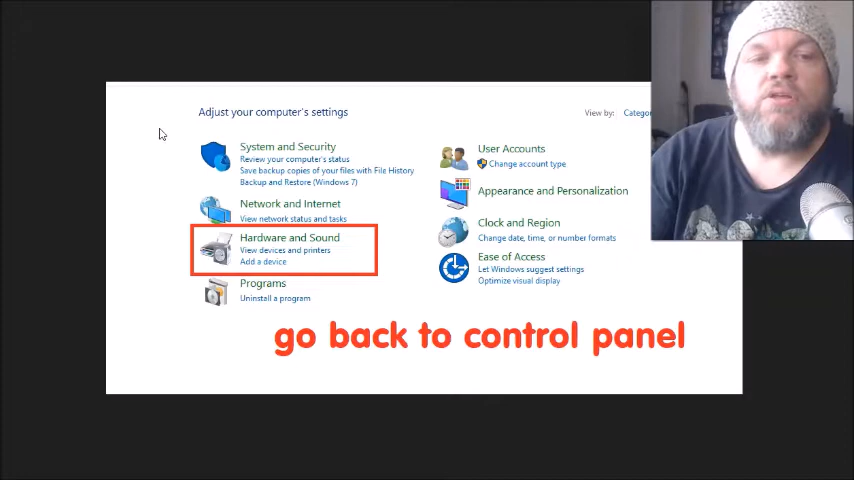 Adjust your computer's settings
View by: Categor
System and Security
Review your computer's status
Save backup copies of your files with File History
Backup and Restore (Windows 7)
Network and Internet
View network status and tasks
Hardware and Sound
View devices and printers
Add a device
Programs
Uninstall a program
User Accounts
Change account type
Appearance and Personalization
Clock and Region
Change date, time, or number formats
Ease of Access
Let Windows suggest settings
Optimize visual display
go back to control panel